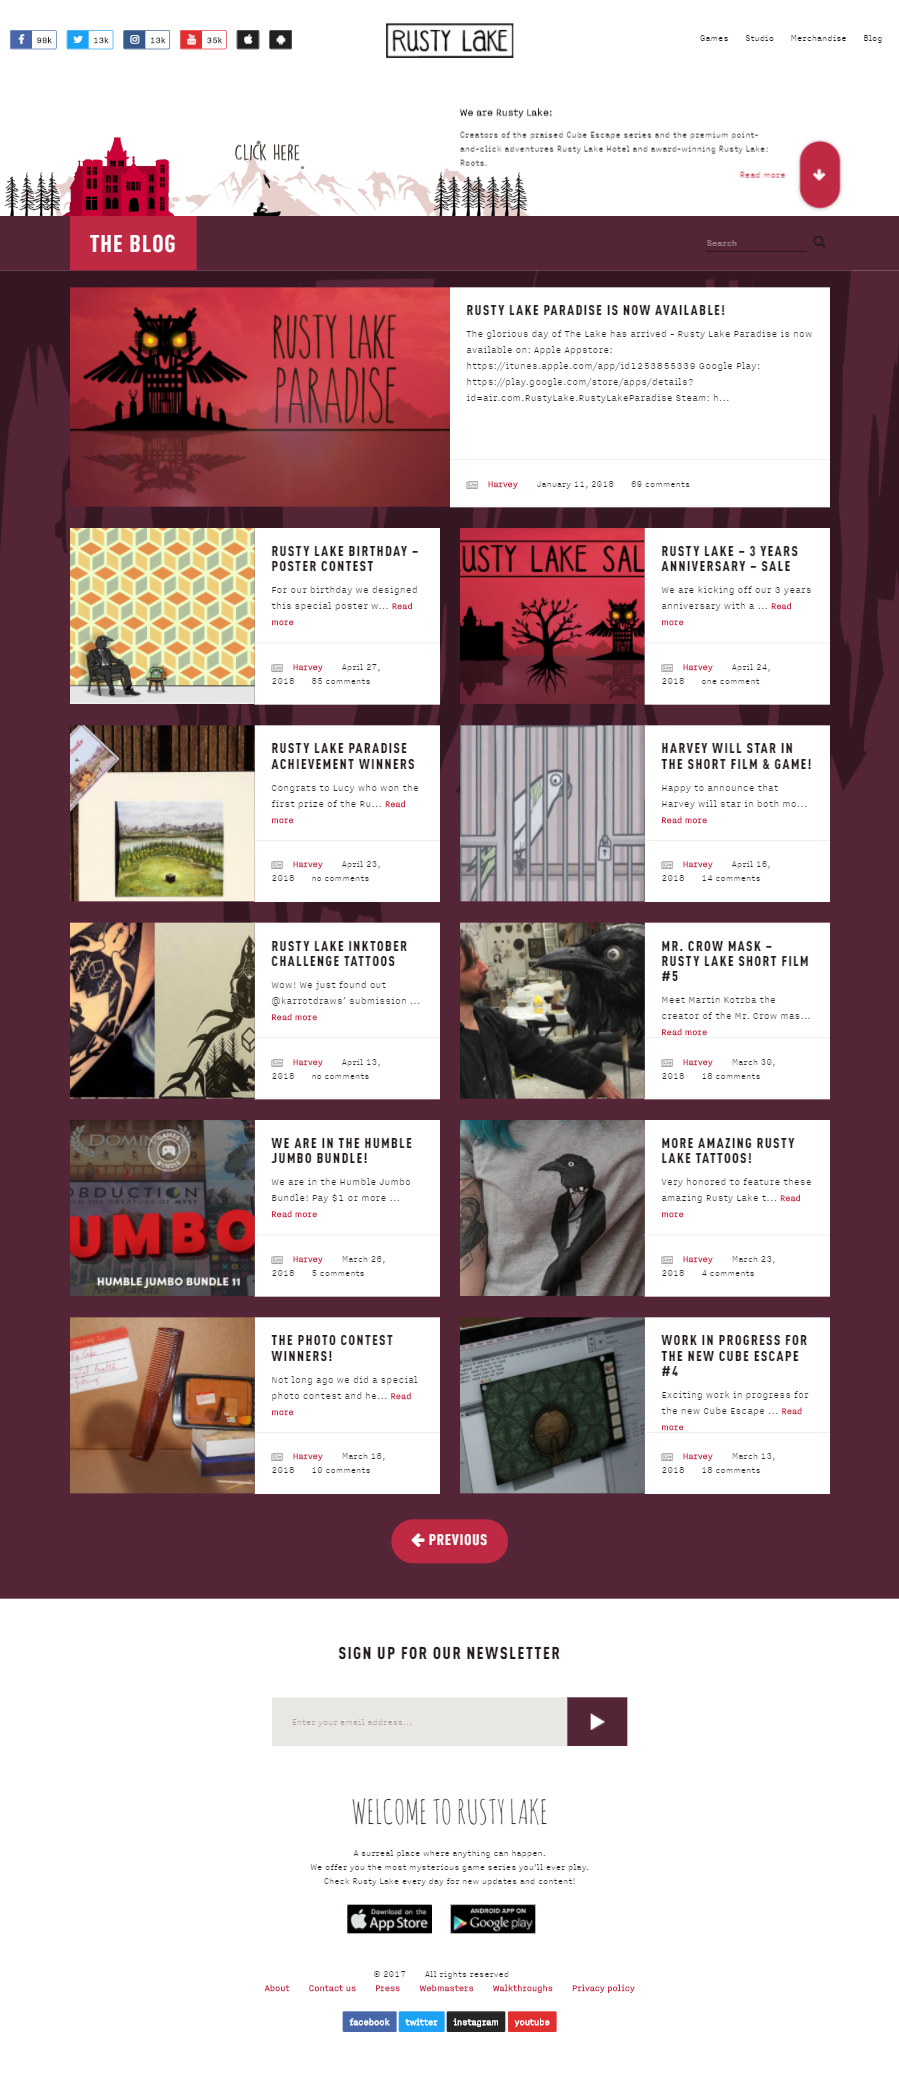 98k 13k 13k 35k
RUSTY LAKE
Games Studio Merchandise Blog
We are Rusty Lake:
Creators of the praised Cube Escape series and the premium point-
and-click adventures Rusty Lake Hotel and award-winning Rusty Lake:
Roots.
Read more
CLICK HERE
THE BLOG
Search
RUSTY LAKE
PARADISE
RUSTY LAKE PARADISE IS NOW AVAILABLE!
The glorious day of The Lake has arrived – Rusty Lake Paradise is now
available on: Apple Appstore:
https://itunes.apple.com/app/id1253855339 Google Play:
https://play.google.com/store/apps/details?
id=air.com.RustyLake.RustyLakeParadise Steam: h...
Harvey January 11, 2018 69 comments
RUSTY LAKE BIRTHDAY –
POSTER CONTEST
For our birthday we designed
this special poster w... Read
more
Harvey April 27,
2018 85 comments
RUSTY LAKE SAL
RUSTY LAKE – 3 YEARS
ANNIVERSARY – SALE
We are kicking off our 3 years
anniversary with a ... Read
more
Harvey April 24,
2018 one comment
RUSTY LAKE PARADISE
ACHIEVEMENT WINNERS
Congrats to Lucy who won the
first prize of the Ru... Read
more
Harvey April 23,
2018 no comments
HARVEY WILL STAR IN
THE SHORT FILM & GAME!
Happy to announce that
Harvey will star in both mo...
Read more
Harvey April 16,
2018 14 comments
RUSTY LAKE INKTOBER
CHALLENGE TATTOOS
Wow! We just found out
@karrotdraws’ submission ...
Read more
Harvey April 13,
2018 no comments
MR. CROW MASK –
RUSTY LAKE SHORT FILM
#5
Meet Martin Kotrba the
creator of the Mr. Crow mas...
Read more
Harvey March 30,
2018 18 comments
GAMES
BUNDLE
OBDUCTION
FROM THE CREATORS OF MYST
UMBO
HUMBLE JUMBO BUNDLE 11
New Lands
WE ARE IN THE HUMBLE
JUMBO BUNDLE!
We are in the Humble Jumbo
Bundle! Pay $1 or more ...
Read more
Harvey March 26,
2018 5 comments
MORE AMAZING RUSTY
LAKE TATTOOS!
Very honored to feature these
amazing Rusty Lake t... Read
more
Harvey March 23,
2018 4 comments
THE PHOTO CONTEST
WINNERS!
Not long ago we did a special
photo contest and he... Read
more
Harvey March 16,
2018 10 comments
WORK IN PROGRESS FOR
THE NEW CUBE ESCAPE
#4
Exciting work in progress for
the new Cube Escape ... Read
more
Harvey March 13,
2018 18 comments
PREVIOUS
SIGN UP FOR OUR NEWSLETTER
Enter your email address...
WELCOME TO RUSTY LAKE
A surreal place where anything can happen.
We offer you the most mysterious game series you'll ever play.
Check Rusty Lake every day for new updates and content!
Download on the
App Store
ANDROID APP ON
Google play
© 2017 All rights reserved
About Contact us Press Webmasters Walkthroughs Privacy policy
facebook twitter instagram youtube